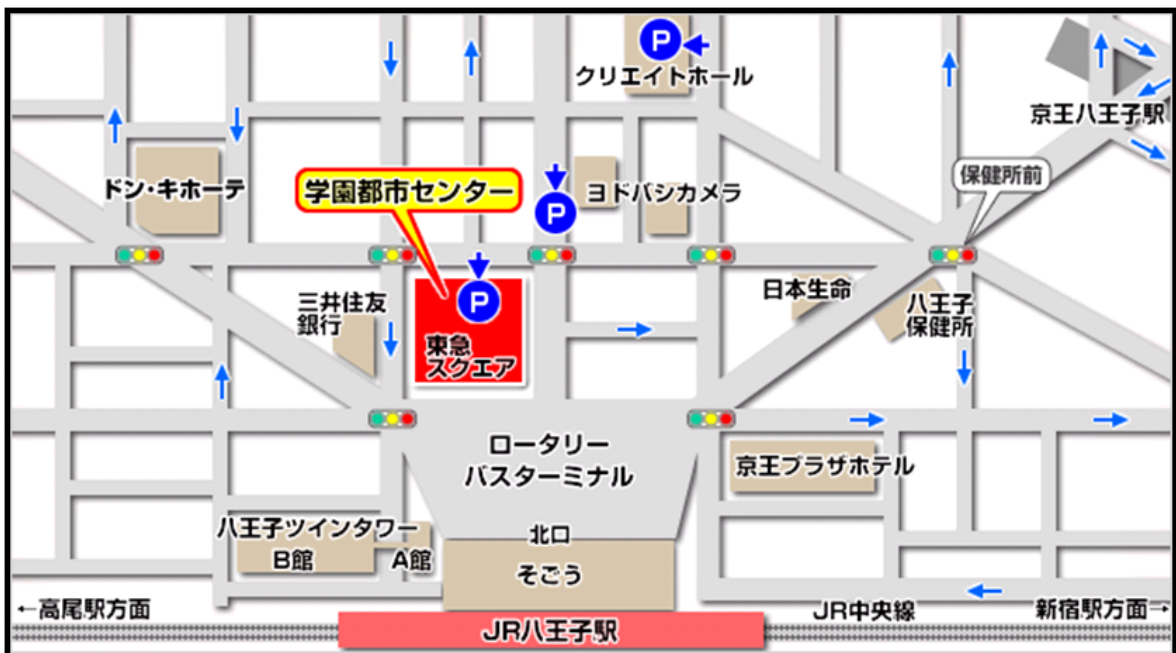 P
クリエイトホール
京王八王子駅
ドン・キホーテ
学園都市センター
P
ヨドバシカメラ
保健所前
P
三井住友
銀行
東急
スクエア
日本生命
八王子
保健所
ロータリー
バスターミナル
京王プラザホテル
八王子ツインタワー
B館
A館
北口
そごう
←高尾駅方面
JR八王子駅
JR中央線
新宿駅方面→